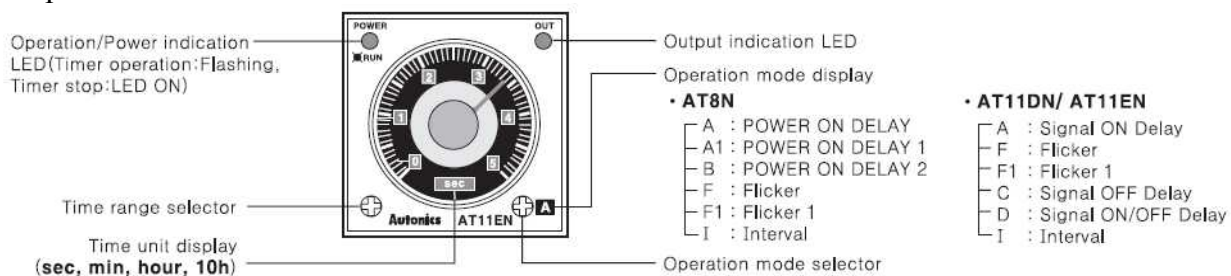 POWER
OUT
RUN
Operation/Power indication
LED(Timer operation:Flashing,
Timer stop:LED ON)
Output indication LED
Operation mode display
0
1
2
3
4
5
sec
Autonics AT11EN
A
Time range selector
Time unit display
(sec, min, hour, 10h)
Operation mode selector
• AT8N
A : POWER ON DELAY
A1 : POWER ON DELAY 1
B : POWER ON DELAY 2
F : Flicker
F1 : Flicker 1
I : Interval
• AT11DN/ AT11EN
A : Signal ON Delay
F : Flicker
F1 : Flicker 1
C : Signal OFF Delay
D : Signal ON/OFF Delay
I : Interval